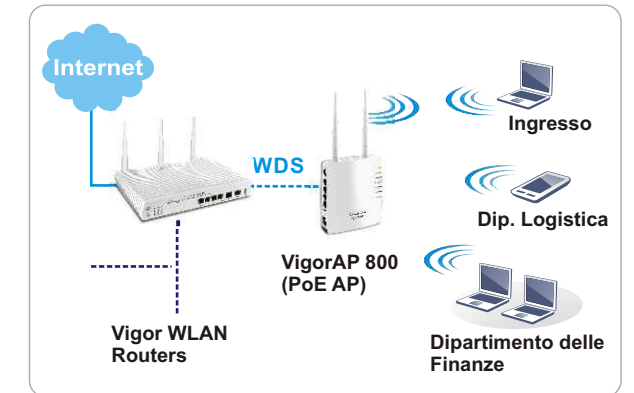 Internet
Ingresso
WDS
Dip. Logistica
VigorAP 800
(PoE AP)
Vigor WLAN
Routers
Dipartimento delle
Finanze